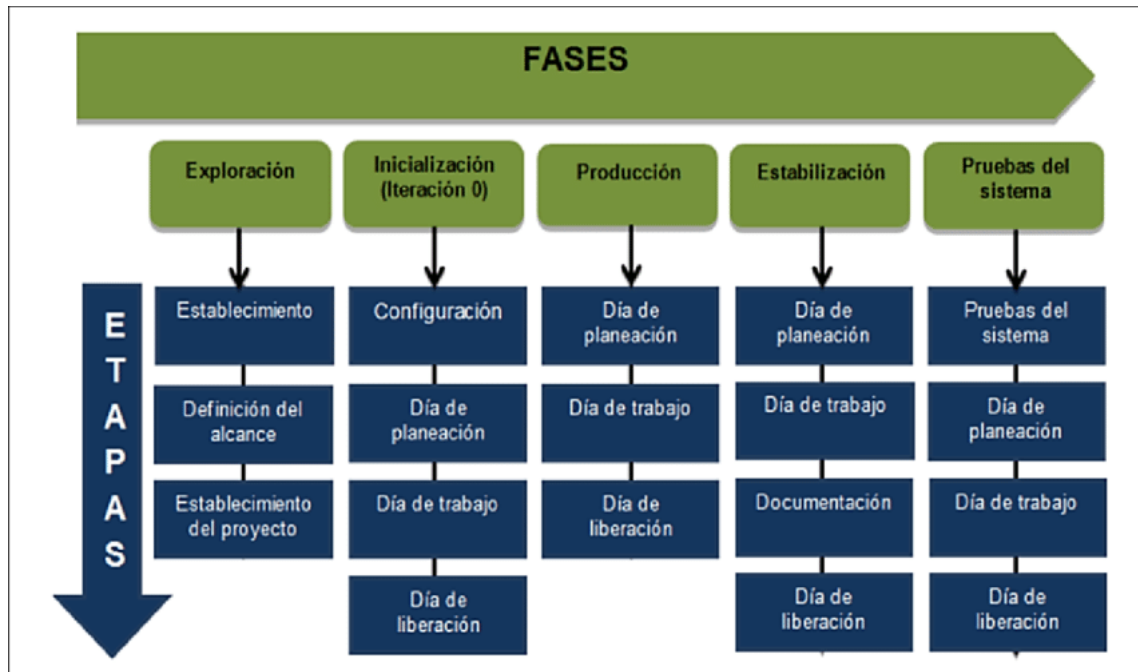 FASES
Exploración
Inicialización
(Iteración 0)
Producción
Estabilización
Pruebas del
sistema
ETAPAS
Establecimiento
Configuración
Día de
planeación
Día de
planeación
Pruebas del
sistema
Definición del
alcance
Día de
planeación
Día de trabajo
Día de trabajo
Día de
planeación
Establecimiento
del proyecto
Día de trabajo
Día de
liberación
Documentación
Día de trabajo
Día de
liberación
Día de
liberación
Día de
liberación